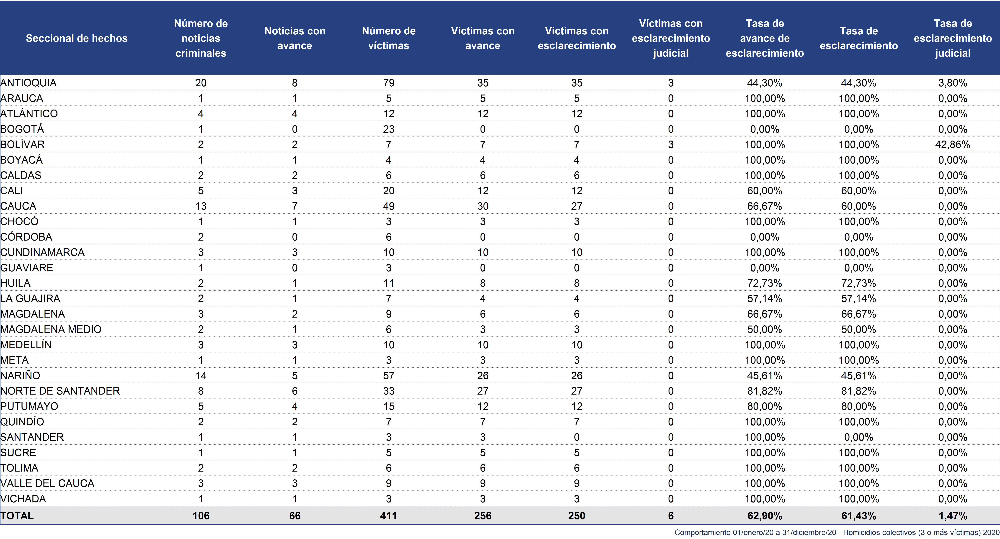 Seccional de hechos Número de noticias criminales Noticias con avance Número de víctimas Víctimas con avance Víctimas con esclarecimiento Víctimas con esclarecimiento judicial Tasa de avance de esclarecimiento Tasa de esclarecimiento Tasa de esclarecimiento judicial
ANTIOQUIA 20 8 79 35 35 3 44,30% 44,30% 3,80%
ARAUCA 1 1 5 5 5 0 100,00% 100,00% 0,00%
ATLÁNTICO 4 4 12 12 12 0 100,00% 100,00% 0,00%
BOGOTÁ 1 0 23 0 0 0 0,00% 0,00% 0,00%
BOLÍVAR 2 2 7 7 7 3 100,00% 100,00% 42,86%
BOYACÁ 1 1 4 4 4 0 100,00% 100,00% 0,00%
CALDAS 2 2 6 6 6 0 100,00% 100,00% 0,00%
CALI 5 3 20 12 12 0 60,00% 60,00% 0,00%
CAUCA 13 7 49 30 27 0 66,67% 60,00% 0,00%
CHOCÓ 1 1 3 3 3 0 100,00% 100,00% 0,00%
CÓRDOBA 2 0 6 0 0 0 0,00% 0,00% 0,00%
CUNDINAMARCA 3 3 10 10 10 0 100,00% 100,00% 0,00%
GUAVIARE 1 0 3 0 0 0 0,00% 0,00% 0,00%
HUILA 2 1 11 8 8 0 72,73% 72,73% 0,00%
LA GUAJIRA 2 1 7 4 4 0 57,14% 57,14% 0,00%
MAGDALENA 3 2 9 6 6 0 66,67% 66,67% 0,00%
MAGDALENA MEDIO 2 1 6 3 3 0 50,00% 50,00% 0,00%
MEDELLÍN 3 3 10 10 10 0 100,00% 100,00% 0,00%
META 1 1 3 3 3 0 100,00% 100,00% 0,00%
NARIÑO 14 5 57 26 26 0 45,61% 45,61% 0,00%
NORTE DE SANTANDER 8 6 33 27 27 0 81,82% 81,82% 0,00%
PUTUMAYO 5 4 15 12 12 0 80,00% 80,00% 0,00%
QUINDÍO 2 2 7 7 7 0 100,00% 100,00% 0,00%
SANTANDER 1 1 3 3 0 0 100,00% 0,00% 0,00%
SUCRE 1 1 5 5 5 0 100,00% 100,00% 0,00%
TOLIMA 2 2 6 6 6 0 100,00% 100,00% 0,00%
VALLE DEL CAUCA 3 3 9 9 9 0 100,00% 100,00% 0,00%
VICHADA 1 1 3 3 3 0 100,00% 100,00% 0,00%
TOTAL 106 66 411 256 250 6 62,90% 61,43% 1,47%
Comportamiento 01/enero/20 a 31/diciembre/20 - Homicidios colectivos (3 o más víctimas) 2020